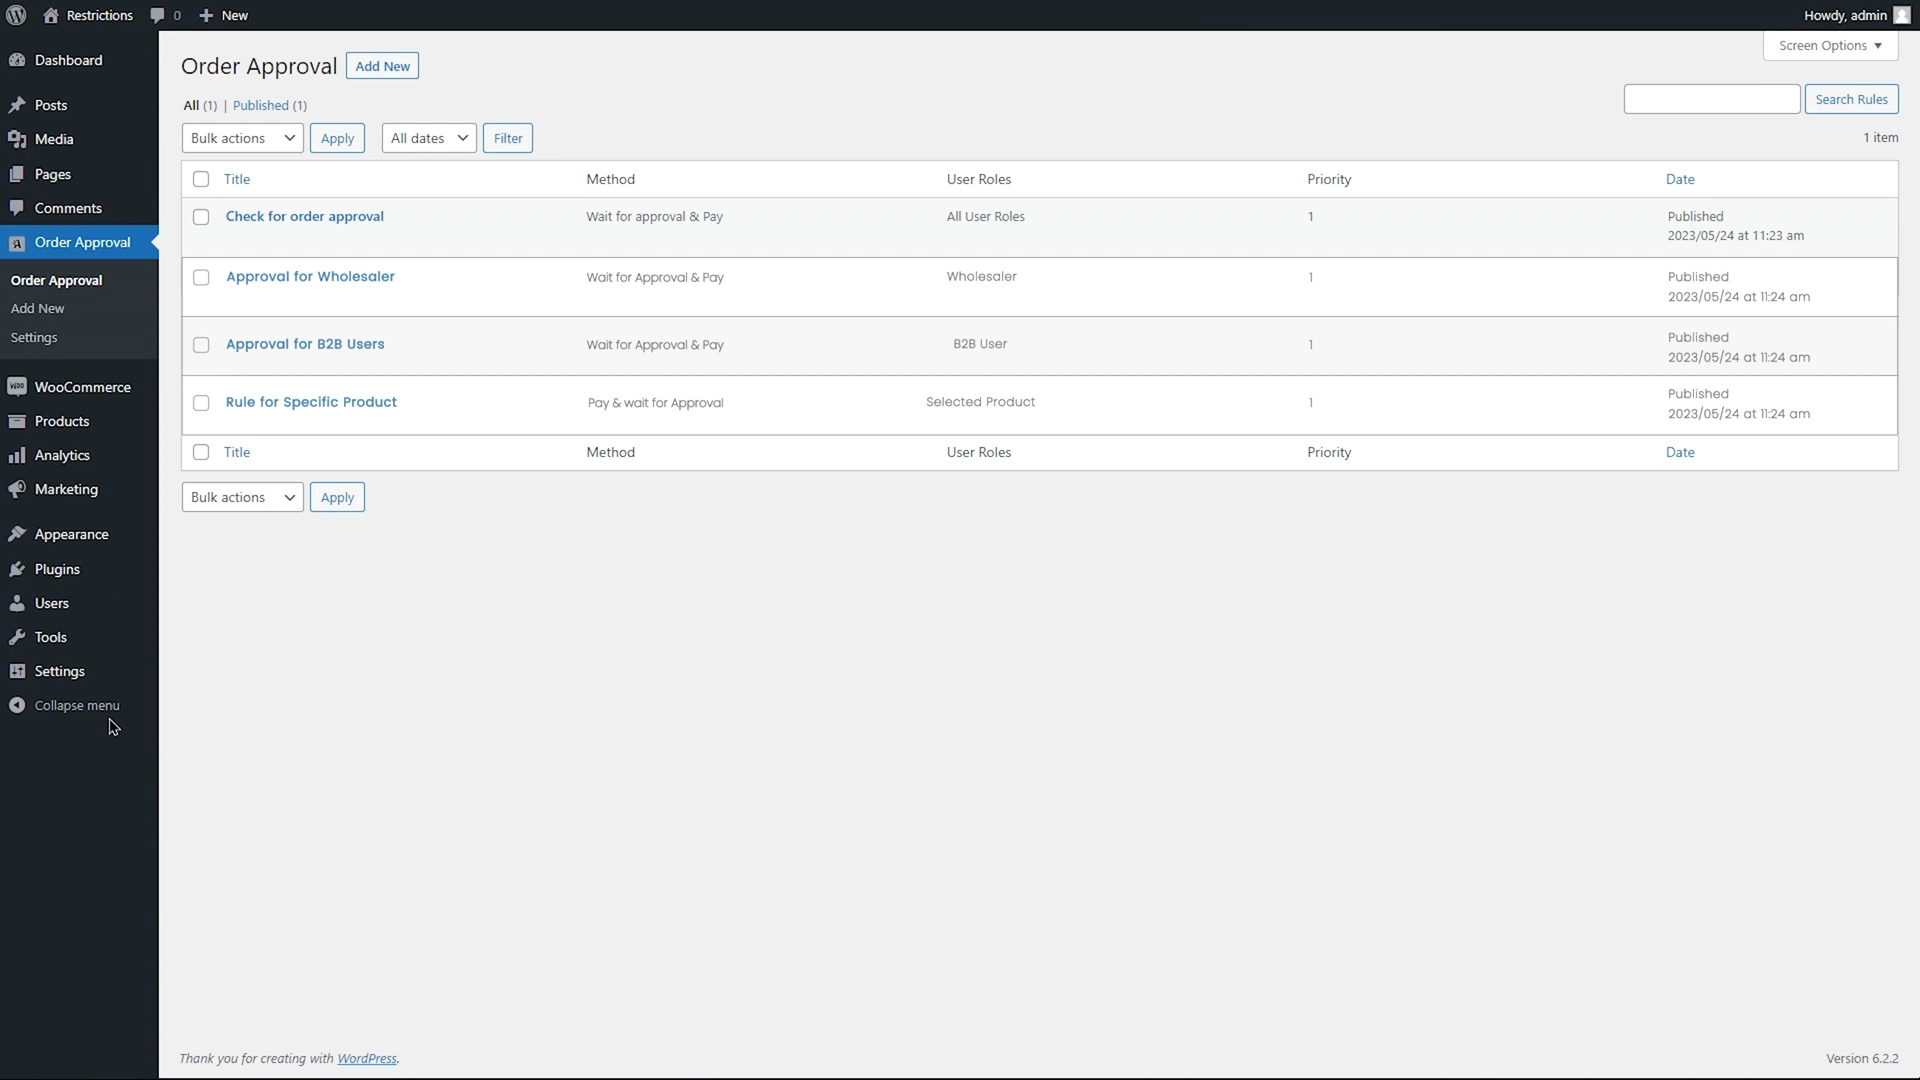 Restrictions 0 New Howdy, admin
Screen Options
Dashboard
Posts
Media
Pages
Comments
Order Approval
Order Approval
Add New
Settings
WooCommerce
Products
Analytics
Marketing
Appearance
Plugins
Users
Tools
Settings
Collapse menu
Order Approval Add New
All (1) | Published (1)
Search Rules
Bulk actions Apply All dates Filter 1 item
Title Method User Roles Priority Date
Check for order approval Wait for approval & Pay All User Roles 1 Published
2023/05/24 at 11:23 am
Approval for Wholesaler Wait for Approval & Pay Wholesaler 1 Published
2023/05/24 at 11:24 am
Approval for B2B Users Wait for Approval & Pay B2B User 1 Published
2023/05/24 at 11:24 am
Rule for Specific Product Pay & wait for Approval Selected Product 1 Published
2023/05/24 at 11:24 am
Title Method User Roles Priority Date
Bulk actions Apply
Thank you for creating with WordPress. Version 6.2.2